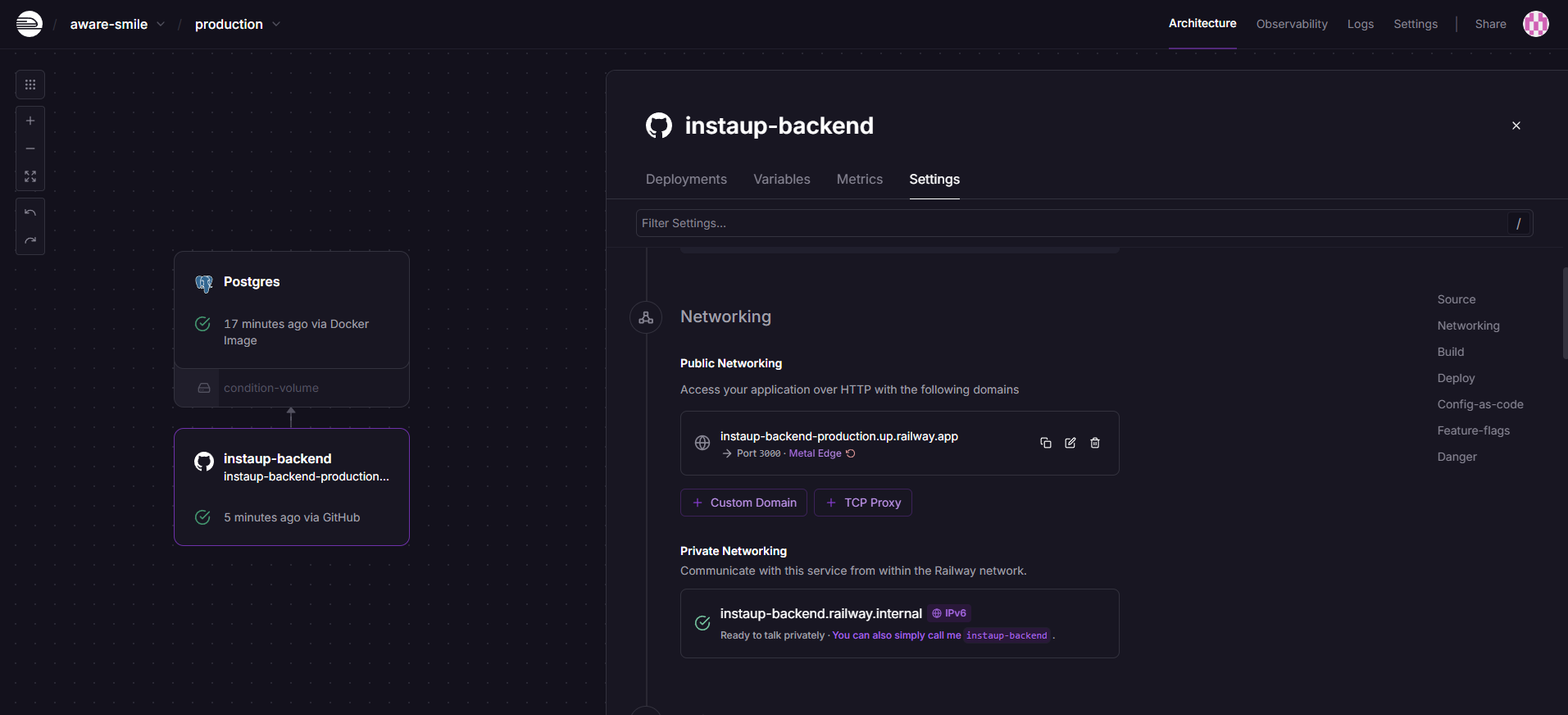 / aware-smile / production
Architecture Observability Logs Settings | Share
instaup-backend
Deployments Variables Metrics Settings
Filter Settings... /
Postgres
17 minutes ago via Docker
Image
condition-volume
instaup-backend
instaup-backend-production...
5 minutes ago via GitHub
Networking
Public Networking
Access your application over HTTP with the following domains
instaup-backend-production.up.railway.app
→ Port 3000 · Metal Edge
+ Custom Domain + TCP Proxy
Private Networking
Communicate with this service from within the Railway network.
instaup-backend.railway.internal IPv6
Ready to talk privately · You can also simply call me instaup-backend .
Source
Networking
Build
Deploy
Config-as-code
Feature-flags
Danger